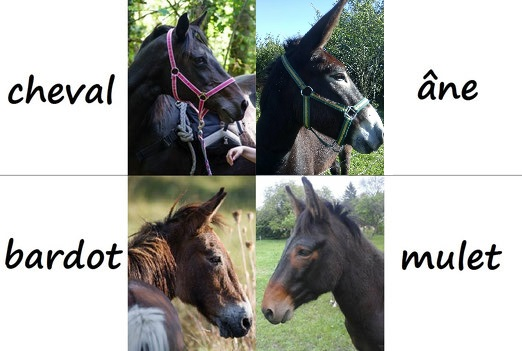 cheval
âne
bardot
mulet